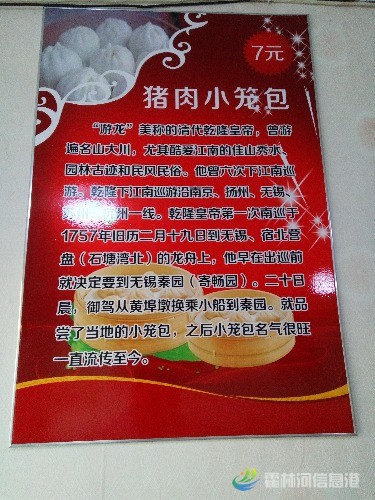 7元
猪肉小笼包
“游龙”美称的清代乾隆皇帝，曾游
遍名山大川，尤其酷爱江南的佳山秀水、
园林古迹和民风民俗。他曾六次下江南巡
游。乾隆下江南巡游沿南京、扬州、无锡、
州一线。乾隆皇帝第一次南巡于
1757年旧历二月十九日到无锡、宿北营
盘（石塘湾北）的龙舟上，他早在出巡前
就决定要到无锡秦园（寄畅园）。二十日
晨，御驾从黄埠墩换乘小船到秦园。就品
尝了当地的小笼包，之后小笼包名气很旺
一直流传至今。
霍林河信息港